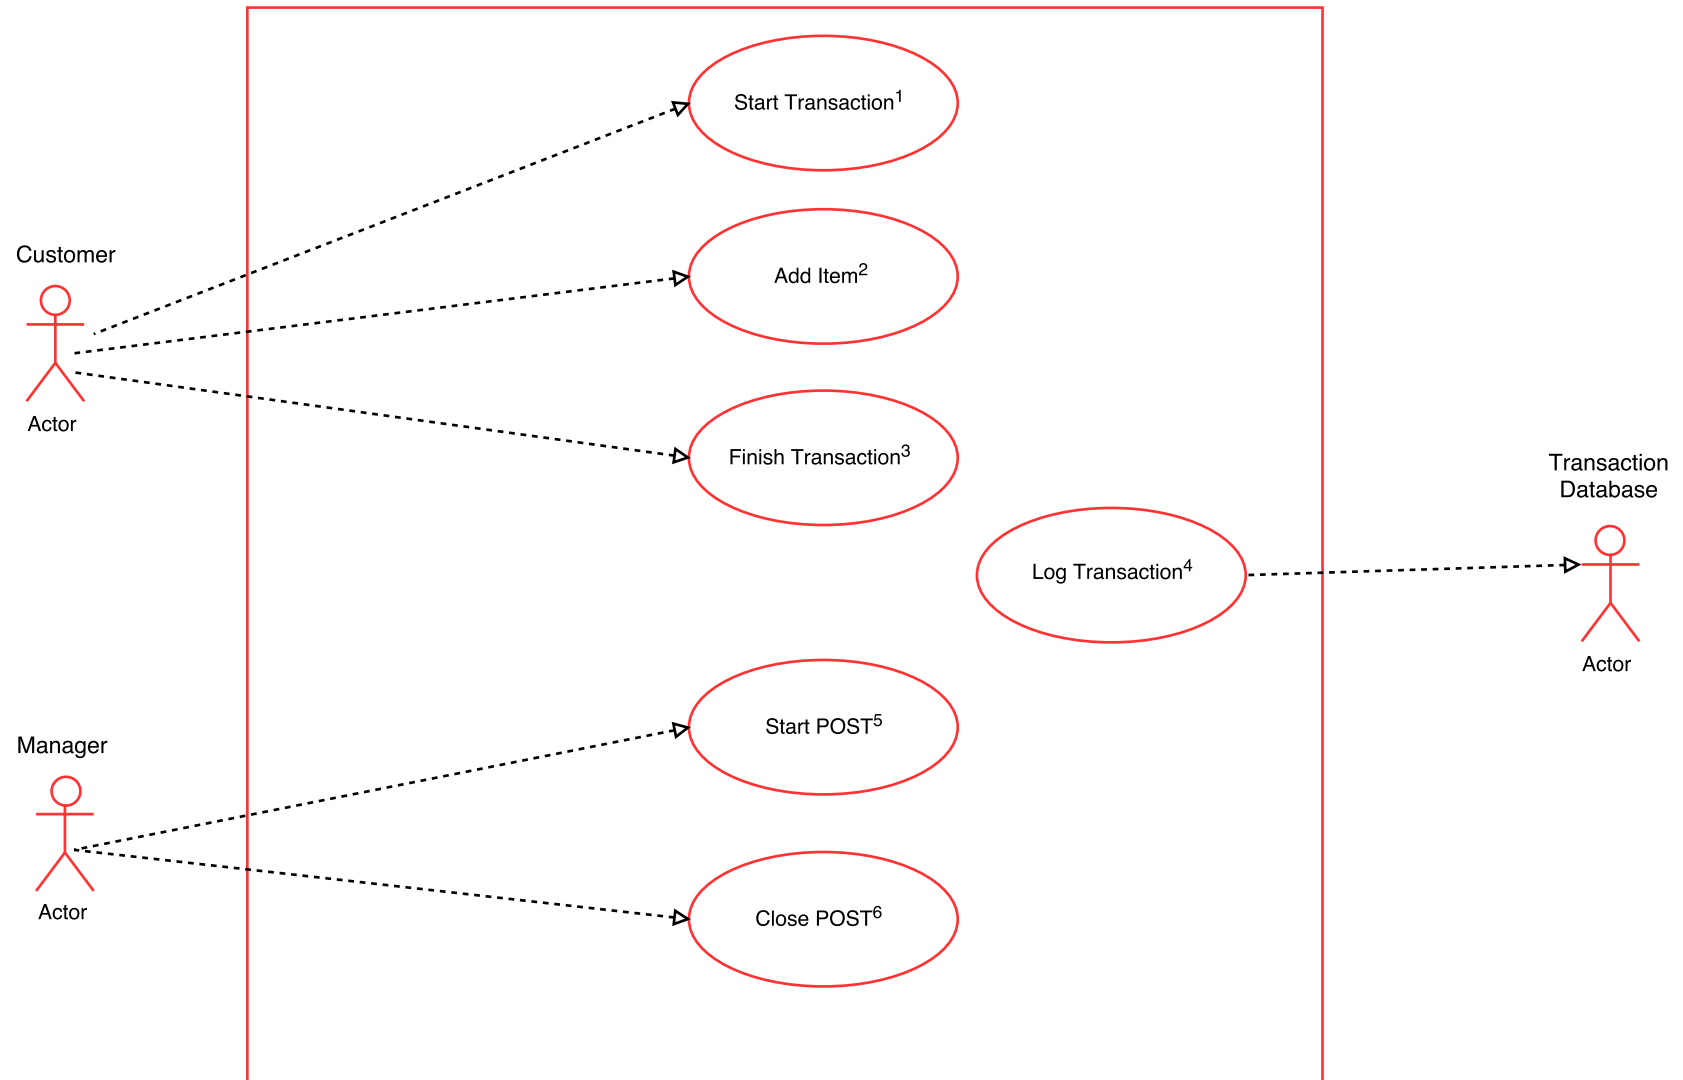 Start Transaction¹
Customer
Add Item²
Actor
Finish Transaction³
Transaction
Database
Log Transaction⁴
Actor
Manager
Start POST⁵
Actor
Close POST⁶